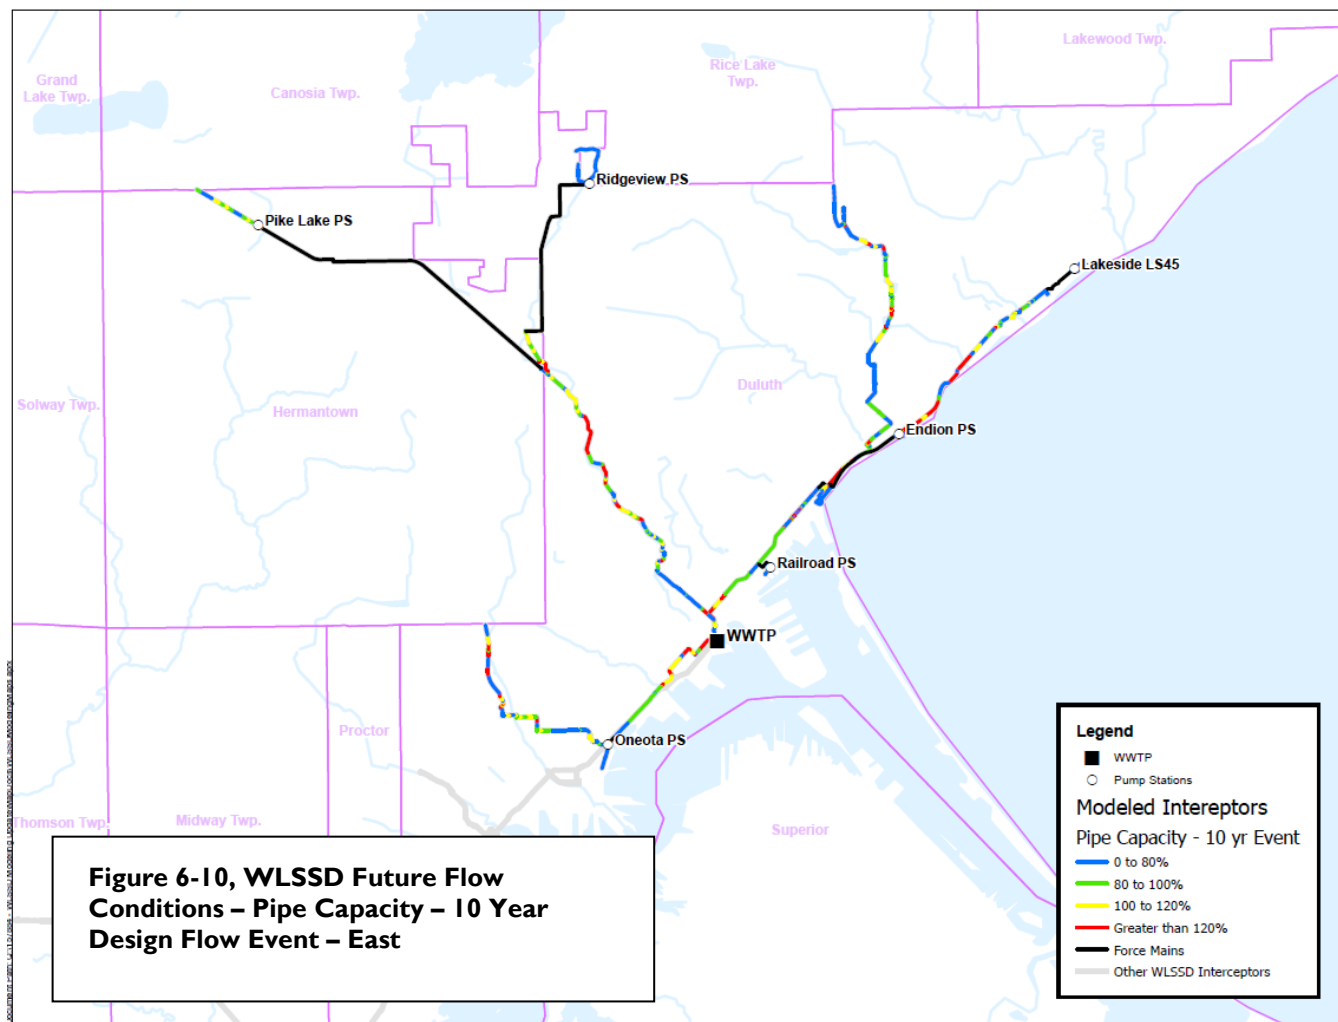 Lakewood Twp.
Rice Lake
Twp.
Grand
Lake Twp.
Canosia Twp.
Ridgeview PS
Pike Lake PS
Lakeside LS45
Duluth
Solway Twp.
Hermantown
Endion PS
Railroad PS
WWTP
Proctor
Oneota PS
Thomson Twp.
Midway Twp.
Superior
Figure 6-10, WLSSD Future Flow
Conditions – Pipe Capacity – 10 Year
Design Flow Event – East
Legend
WWTP
Pump Stations
Modeled Intereptors
Pipe Capacity - 10 yr Event
0 to 80%
80 to 100%
100 to 120%
Greater than 120%
Force Mains
Other WLSSD Interceptors